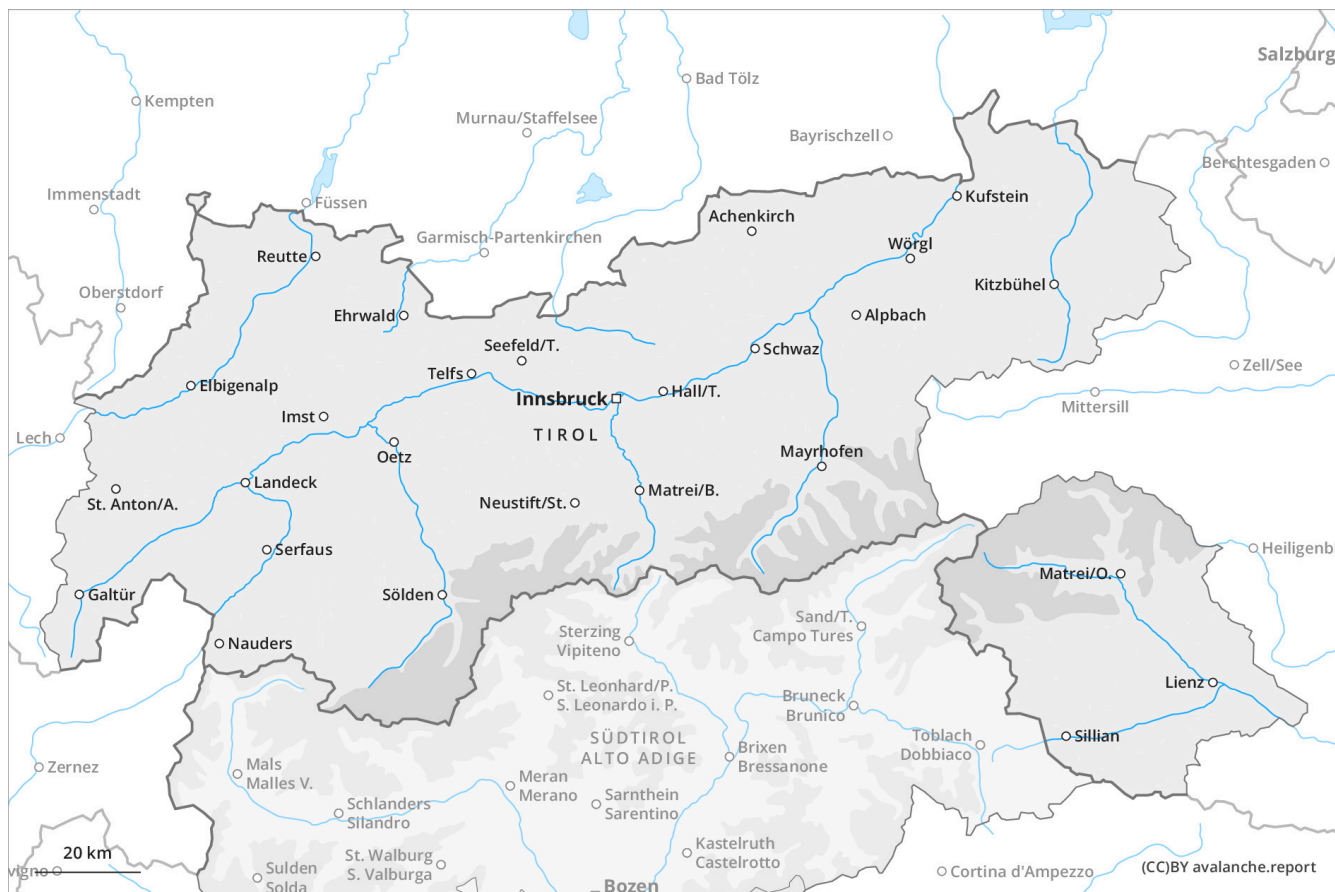 Salzburg
Bad Tölz
Kempten
Murnau/Staffelsee
Bayrischzell
Berchtesgaden
Immenstadt
Füssen
Kufstein
Achenkirch
Garmisch-Partenkirchen
Wörgl
Reutte
Kitzbühel
Oberstdorf
Ehrwald
Alpbach
Seefeld/T.
Schwaz
Zell/See
Telfs
Elbigenalp
Hall/T.
Innsbruck
Mittersill
Imst
TIROL
Lech
Oetz
Mayrhofen
Landeck
Matrei/B.
St. Anton/A.
Neustift/St.
Serfaus
Heiligenb
Matrei/O.
Galtür
Sölden
Sand/T.
Campo Tures
Sterzing
Vipiteno
Nauders
Lienz
St. Leonhard/P.
S. Leonardo i. P.
Bruneck
Brunico
SÜDTIROL
ALTO ADIGE
Toblach
Dobbiaco
Sillian
Brixen
Bressanone
Zernez
Mals
Malles V.
Meran
Merano
Schlanders
Silandro
Sarnthein
Sarentino
Kastelruth
Castelrotto
20 km
St. Walburg
S. Valburga
vigno
Sulden
Solda
Cortina d'Ampezzo
(CC)BY avalanche.report
Bozen